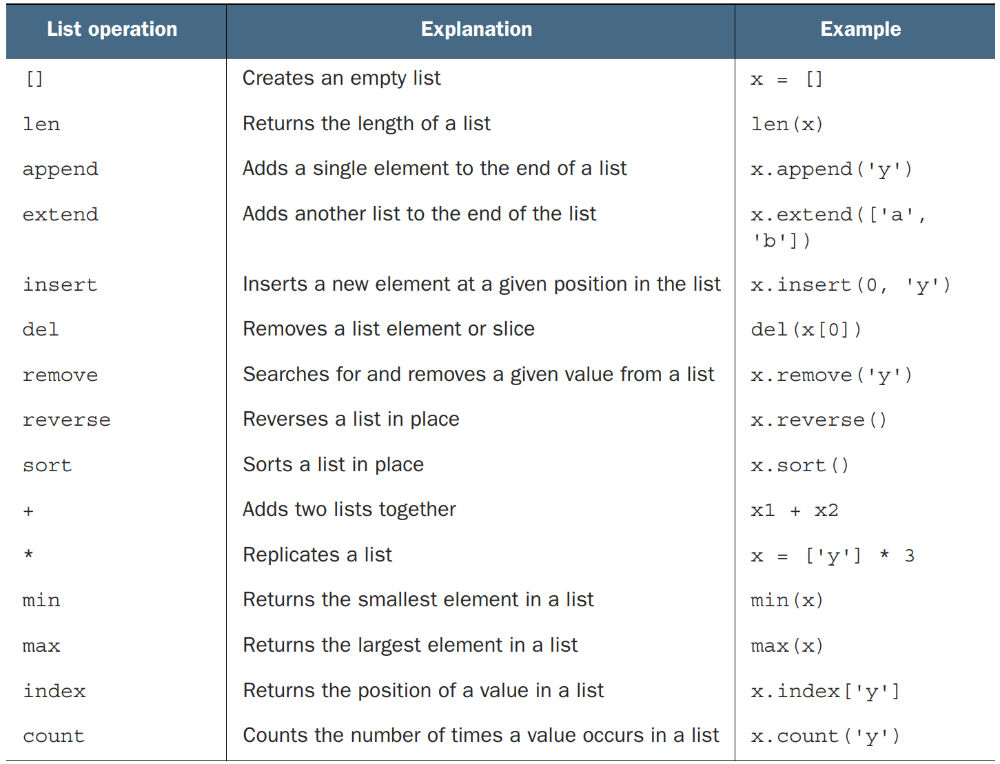 List operation Explanation Example
[] Creates an empty list x = []
len Returns the length of a list len(x)
append Adds a single element to the end of a list x.append('y')
extend Adds another list to the end of the list x.extend(['a',
'b'])
insert Inserts a new element at a given position in the list x.insert(0, 'y')
del Removes a list element or slice del(x[0])
remove Searches for and removes a given value from a list x.remove('y')
reverse Reverses a list in place x.reverse()
sort Sorts a list in place x.sort()
+ Adds two lists together x1 + x2
* Replicates a list x = ['y'] * 3
min Returns the smallest element in a list min(x)
max Returns the largest element in a list max(x)
index Returns the position of a value in a list x.index['y']
count Counts the number of times a value occurs in a list x.count('y')